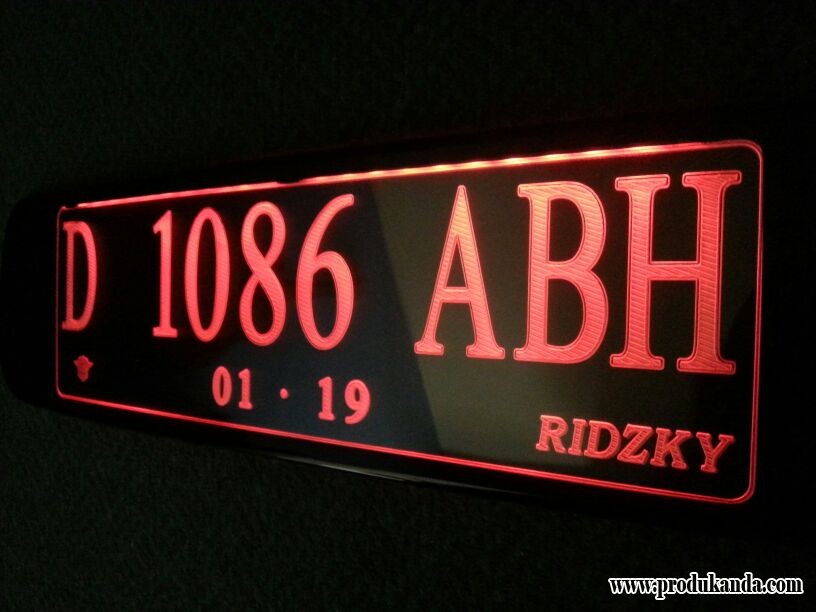 D 1086 ABH
01 · 19
RIDZKY
www.produkanda.com